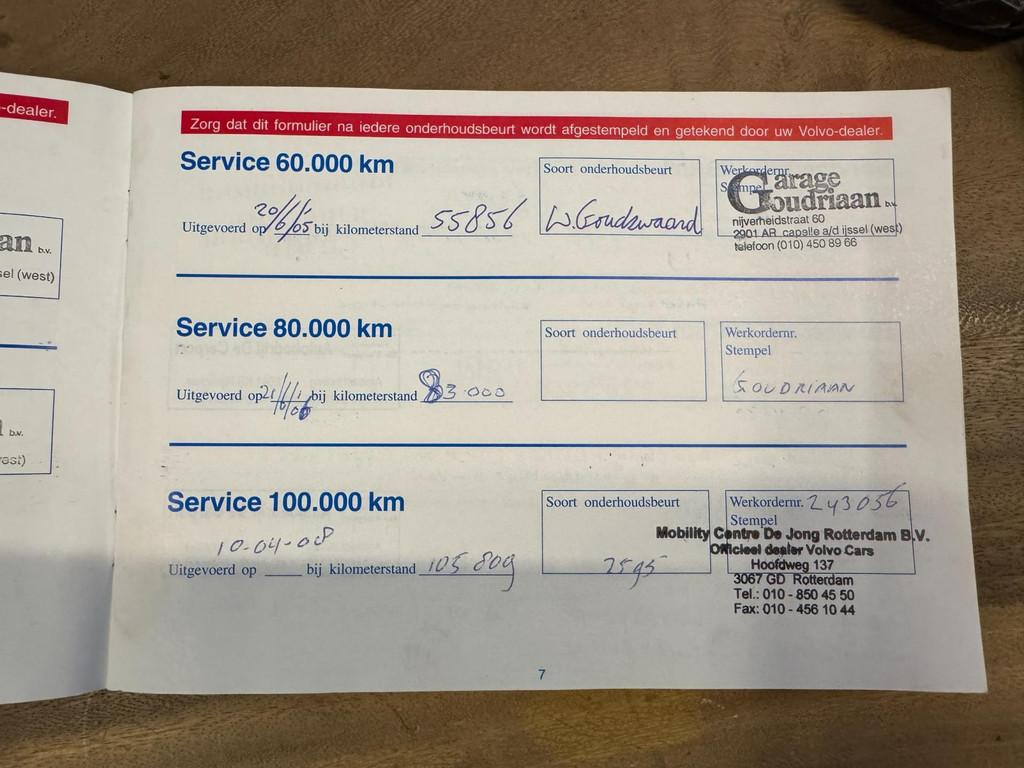 -dealer.
an b.v.
sel (west)
b.v.
Zorg dat dit formulier na iedere onderhoudsbeurt wordt afgestempeld en getekend door uw Volvo-dealer.
Service 60.000 km
Soort onderhoudsbeurt
Werkordernr.
Stempel
Garage
Goudriaan b.v.
nijverheidstraat 60
2901 AR capelle a/d ijssel (west)
telefoon (010) 450 89 66
20/6/05
Uitgevoerd op bij kilometerstand 55856
W. Goudswaard
Service 80.000 km
Soort onderhoudsbeurt
Werkordernr.
Stempel
GOUDRIAAN
Uitgevoerd op 21/6/06 bij kilometerstand 83.000
Service 100.000 km
Soort onderhoudsbeurt
Werkordernr. 243056
Stempel
Mobility Centre De Jong Rotterdam B.V.
Officieel dealer Volvo Cars
Hoofdweg 137
3067 GD Rotterdam
Tel.: 010 - 850 45 50
Fax: 010 - 456 10 44
10-04-08
Uitgevoerd op ___ bij kilometerstand 105 809
7